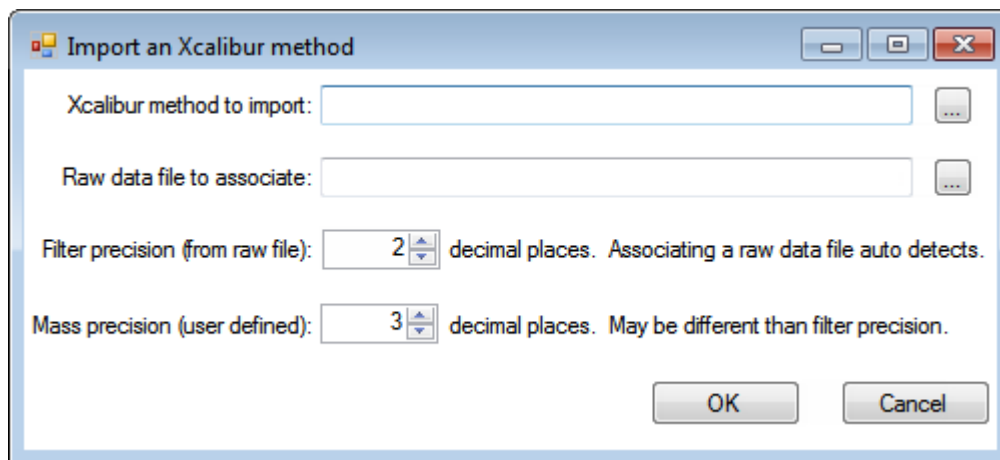 Import an Xcalibur method
Xcalibur method to import: ...
Raw data file to associate: ...
Filter precision (from raw file): 2 decimal places. Associating a raw data file auto detects.
Mass precision (user defined): 3 decimal places. May be different than filter precision.
OK Cancel